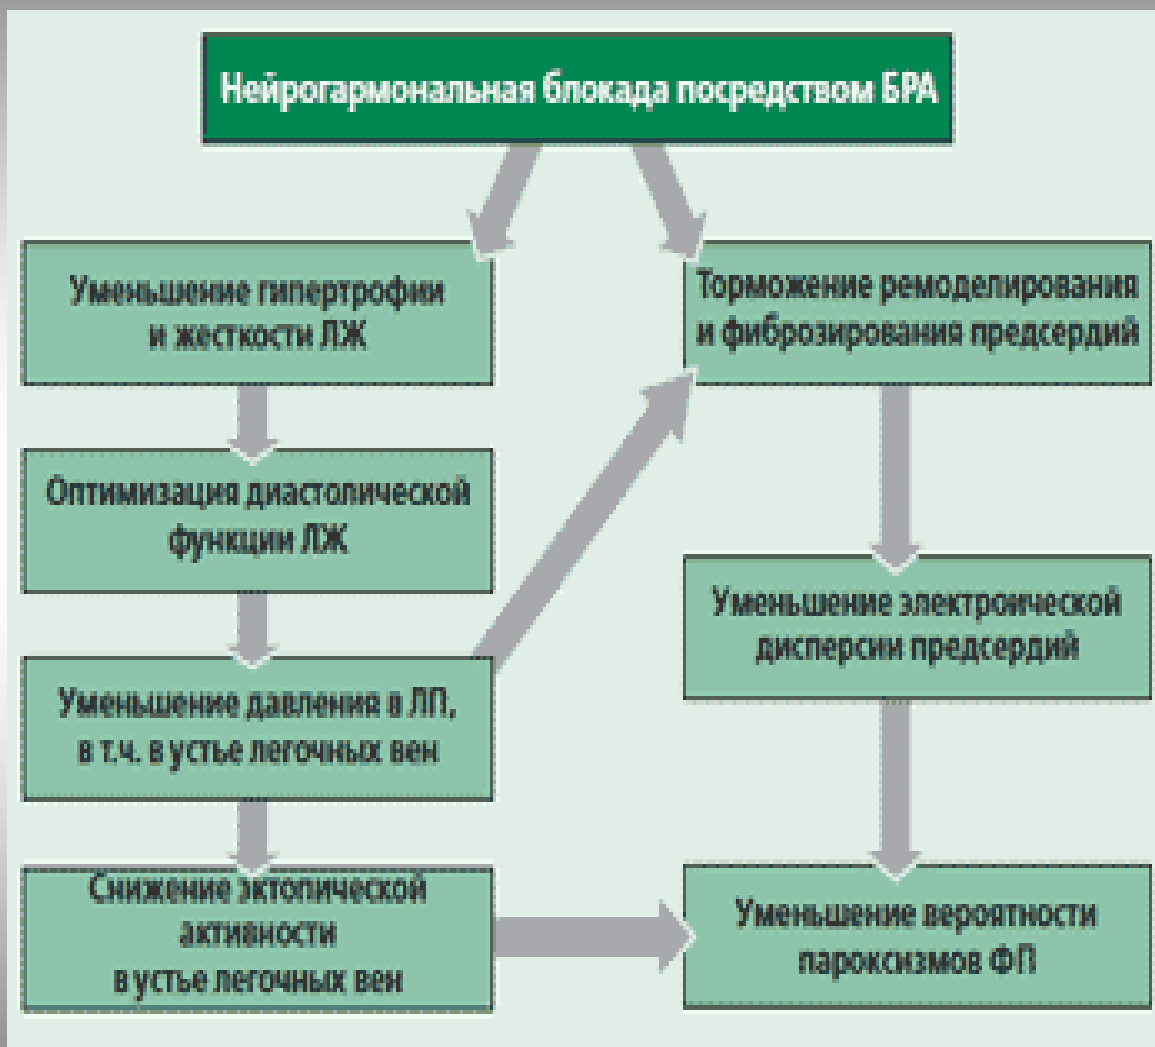 Нейрогармональная блокада посредством БРА
Уменьшение гипертрофии
и жесткости ЛЖ
Оптимизация диастолической
функции ЛЖ
Уменьшение давления в ЛП,
в т.ч. в устье легочных вен
Снижение эктопической
активности
в устье легочных вен
Торможение ремоделирования
и фиброзирования предсердий
Уменьшение электроической
дисперсии предсердий
Уменьшение вероятности
пароксизмов ФП